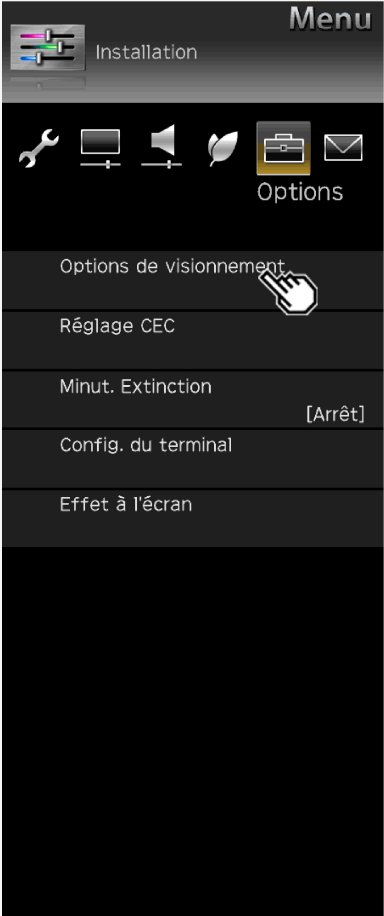 Menu
Installation
Options
Options de visionnement
Réglage CEC
Minut. Extinction
[Arrêt]
Config. du terminal
Effet à l'écran